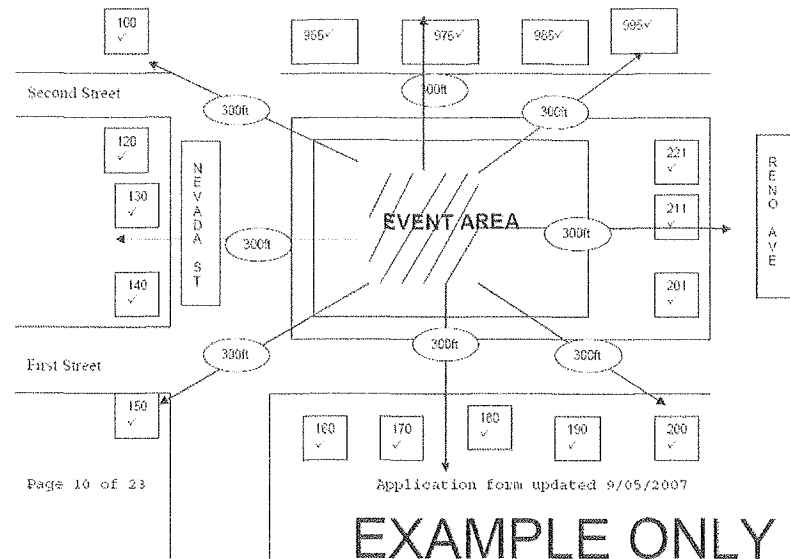 100 ✓
965✓ 975✓ 985✓ 995✓
Second Street
300ft
300ft
300ft
120 ✓
130 ✓
140 ✓
NEVADA ST
300ft
EVENT AREA
300ft
221 ✓
211 ✓
201 ✓
RENO AVE
First Street
300ft
300ft
300ft
150 ✓
160 ✓
170 ✓
180 ✓
190 ✓
200 ✓
Page 10 of 23
Application form updated 9/05/2007
EXAMPLE ONLY